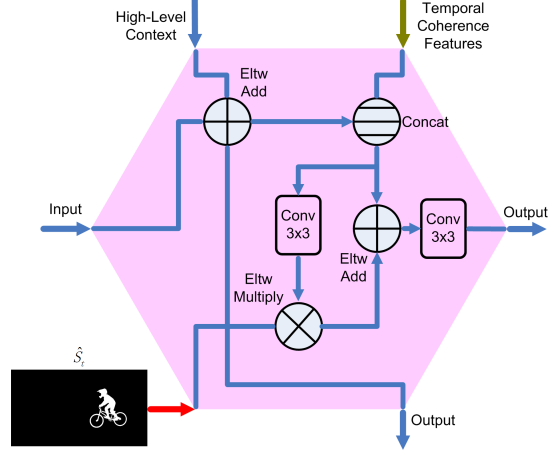 High-Level
Context
Temporal
Coherence
Features
Eltw
Add
Concat
Input
Conv
3x3
Conv
3x3
Output
Eltw
Add
Eltw
Multiply
Ŝ_t
Output